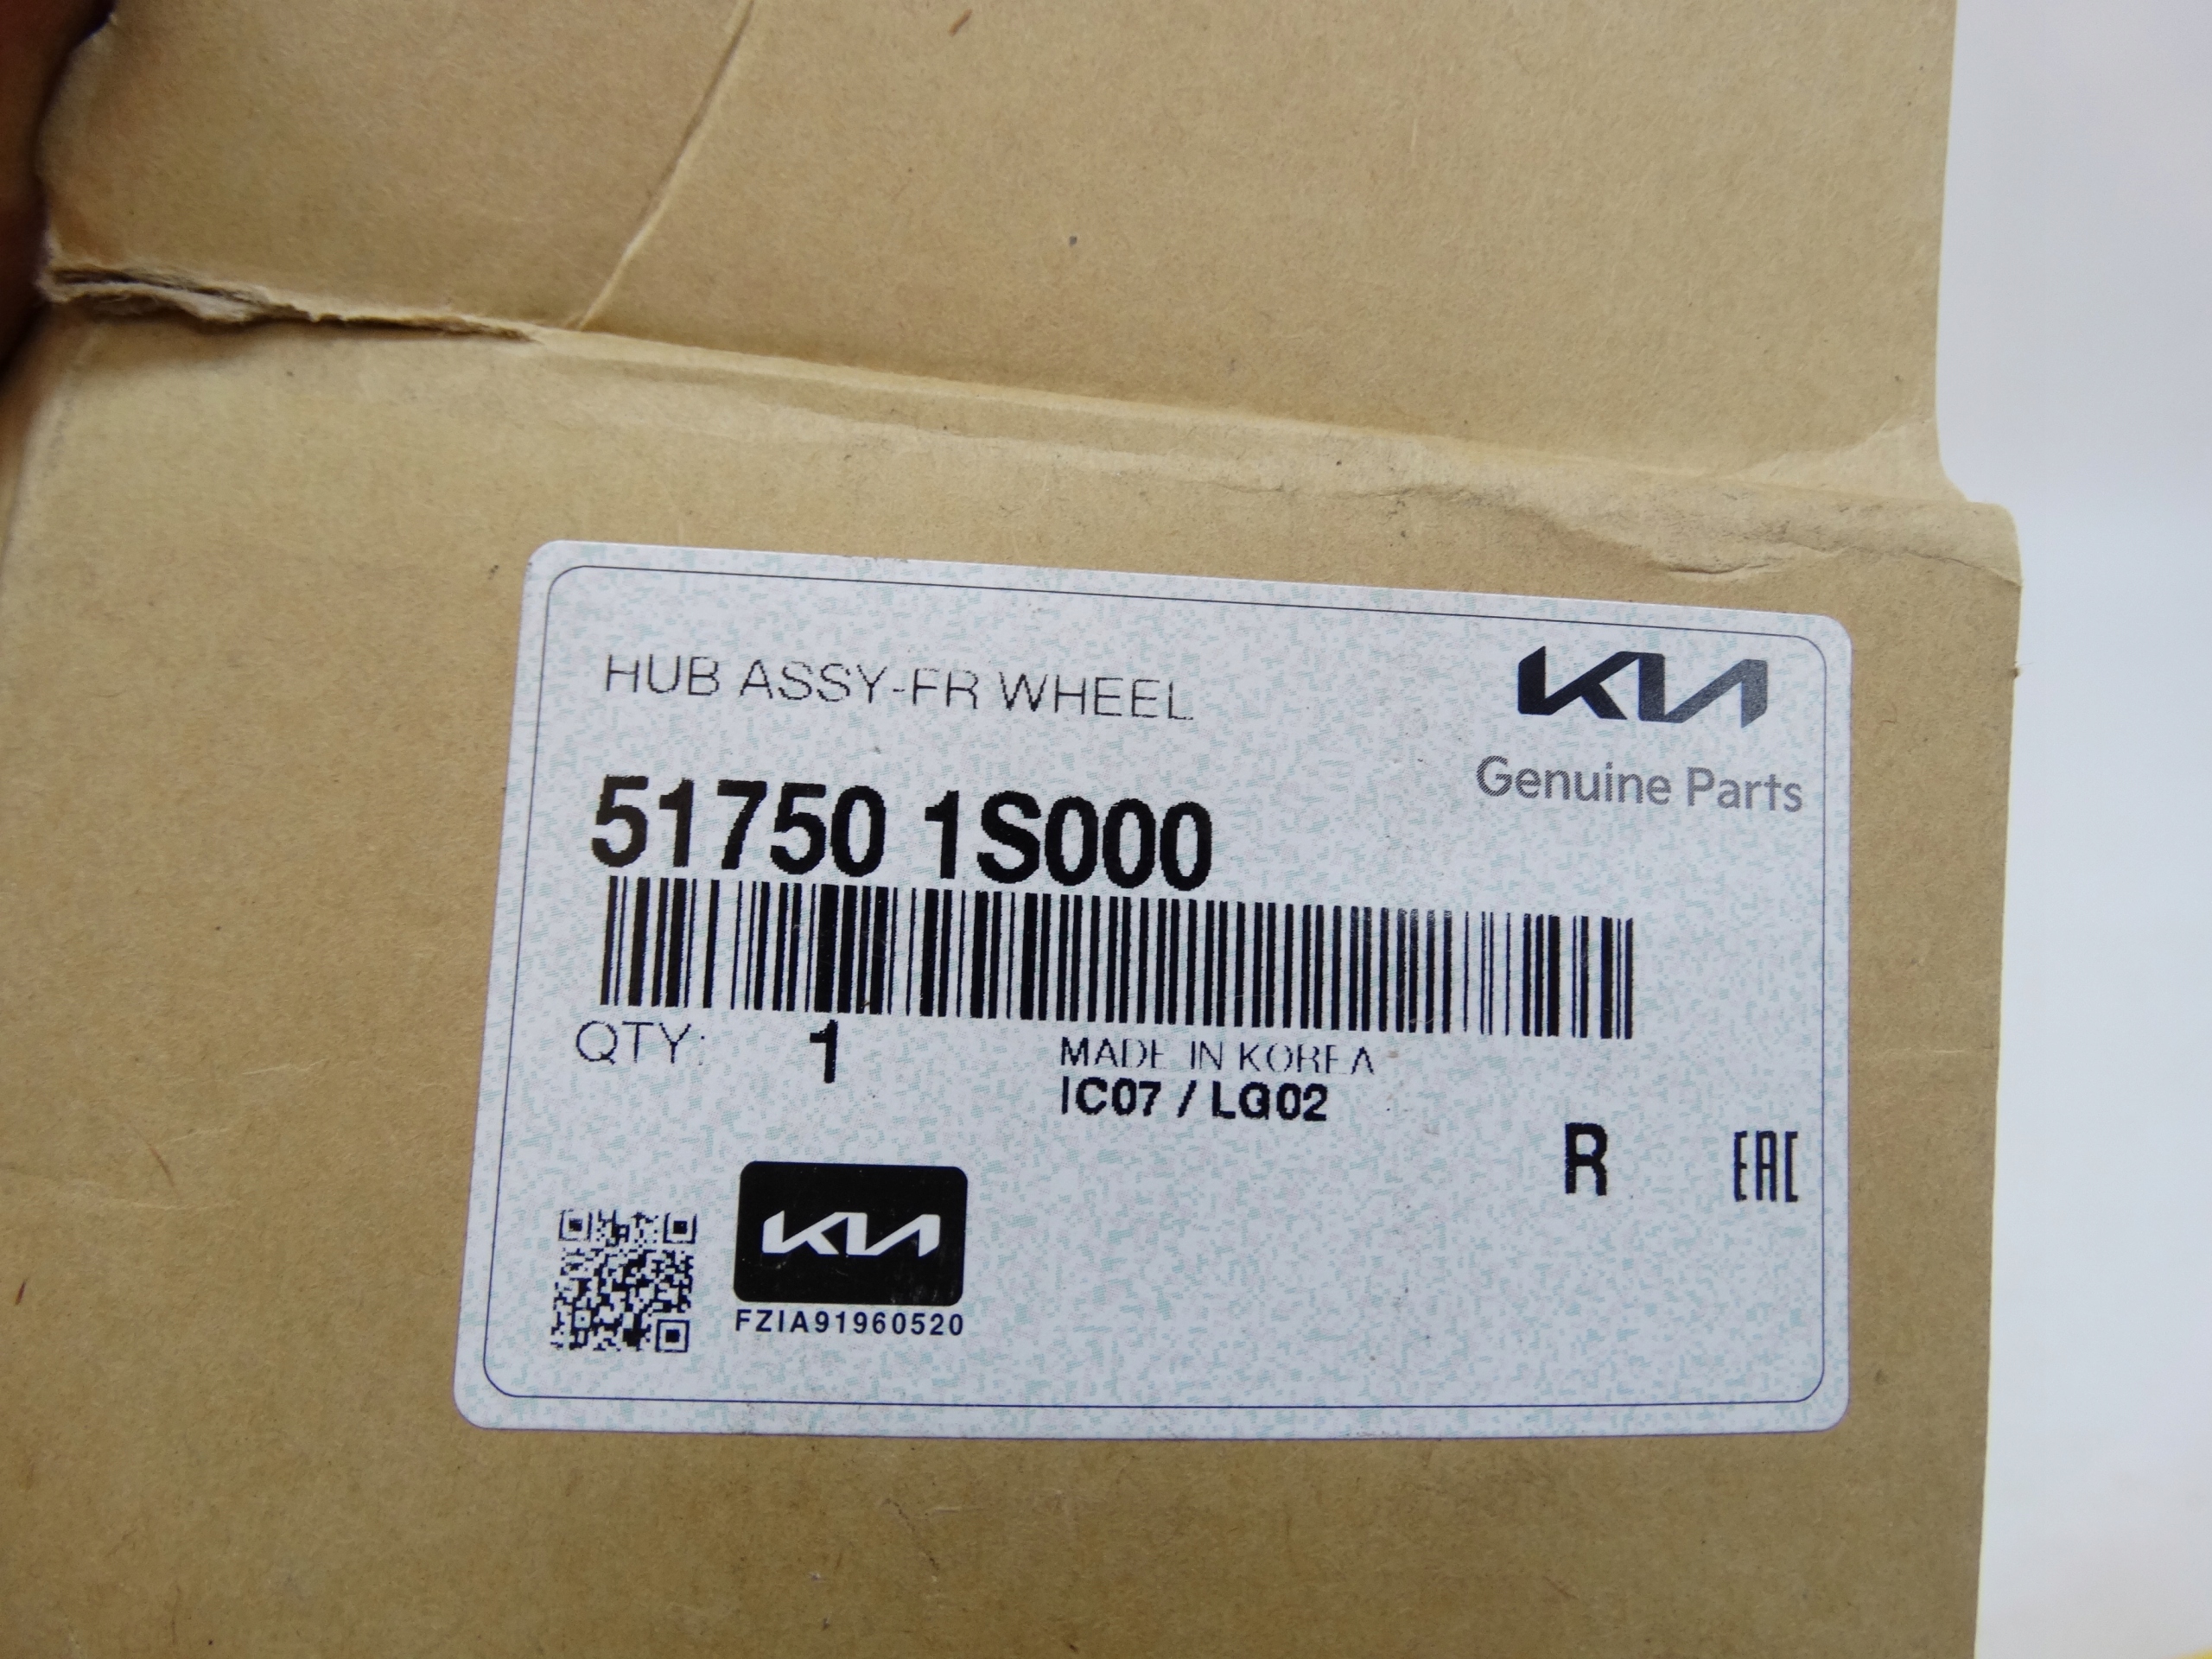 HUB ASSY-FR WHEEL
KIA
Genuine Parts
51750 1S000
QTY: 1
MADE IN KOREA
IC07 / LG02
R
EAC
KIA
FZIA91960520